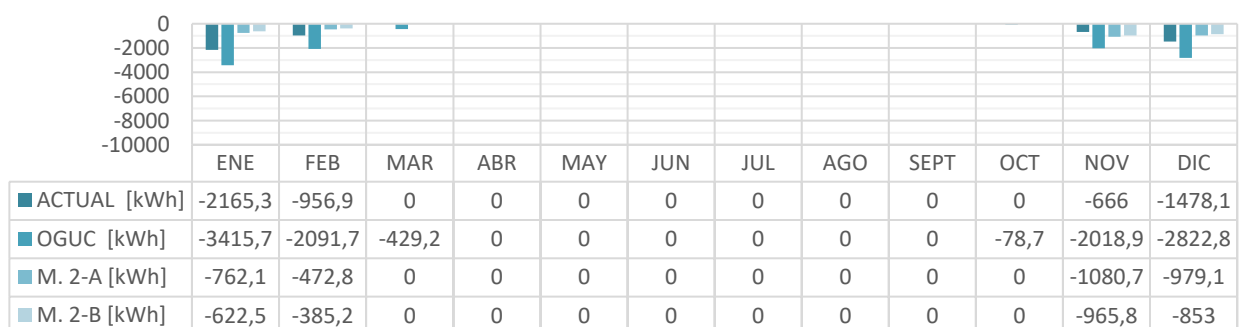 0
-2000
-4000
-6000
-8000
-10000
ENE FEB MAR ABR MAY JUN JUL AGO SEPT OCT NOV DIC
ACTUAL [kWh] -2165,3 -956,9 0 0 0 0 0 0 0 0 -666 -1478,1
OGUC [kWh] -3415,7 -2091,7 -429,2 0 0 0 0 0 0 -78,7 -2018,9 -2822,8
M. 2-A [kWh] -762,1 -472,8 0 0 0 0 0 0 0 0 -1080,7 -979,1
M. 2-B [kWh] -622,5 -385,2 0 0 0 0 0 0 0 0 -965,8 -853